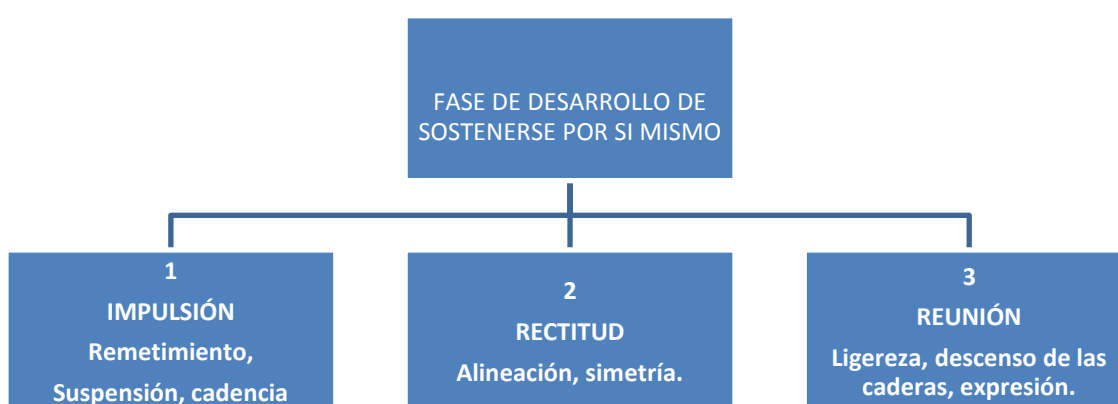 FASE DE DESARROLLO DE
SOSTENERSE POR SI MISMO
1
IMPULSIÓN
Remetimiento,
Suspensión, cadencia
2
RECTITUD
Alineación, simetría.
3
REUNIÓN
Ligereza, descenso de las
caderas, expresión.